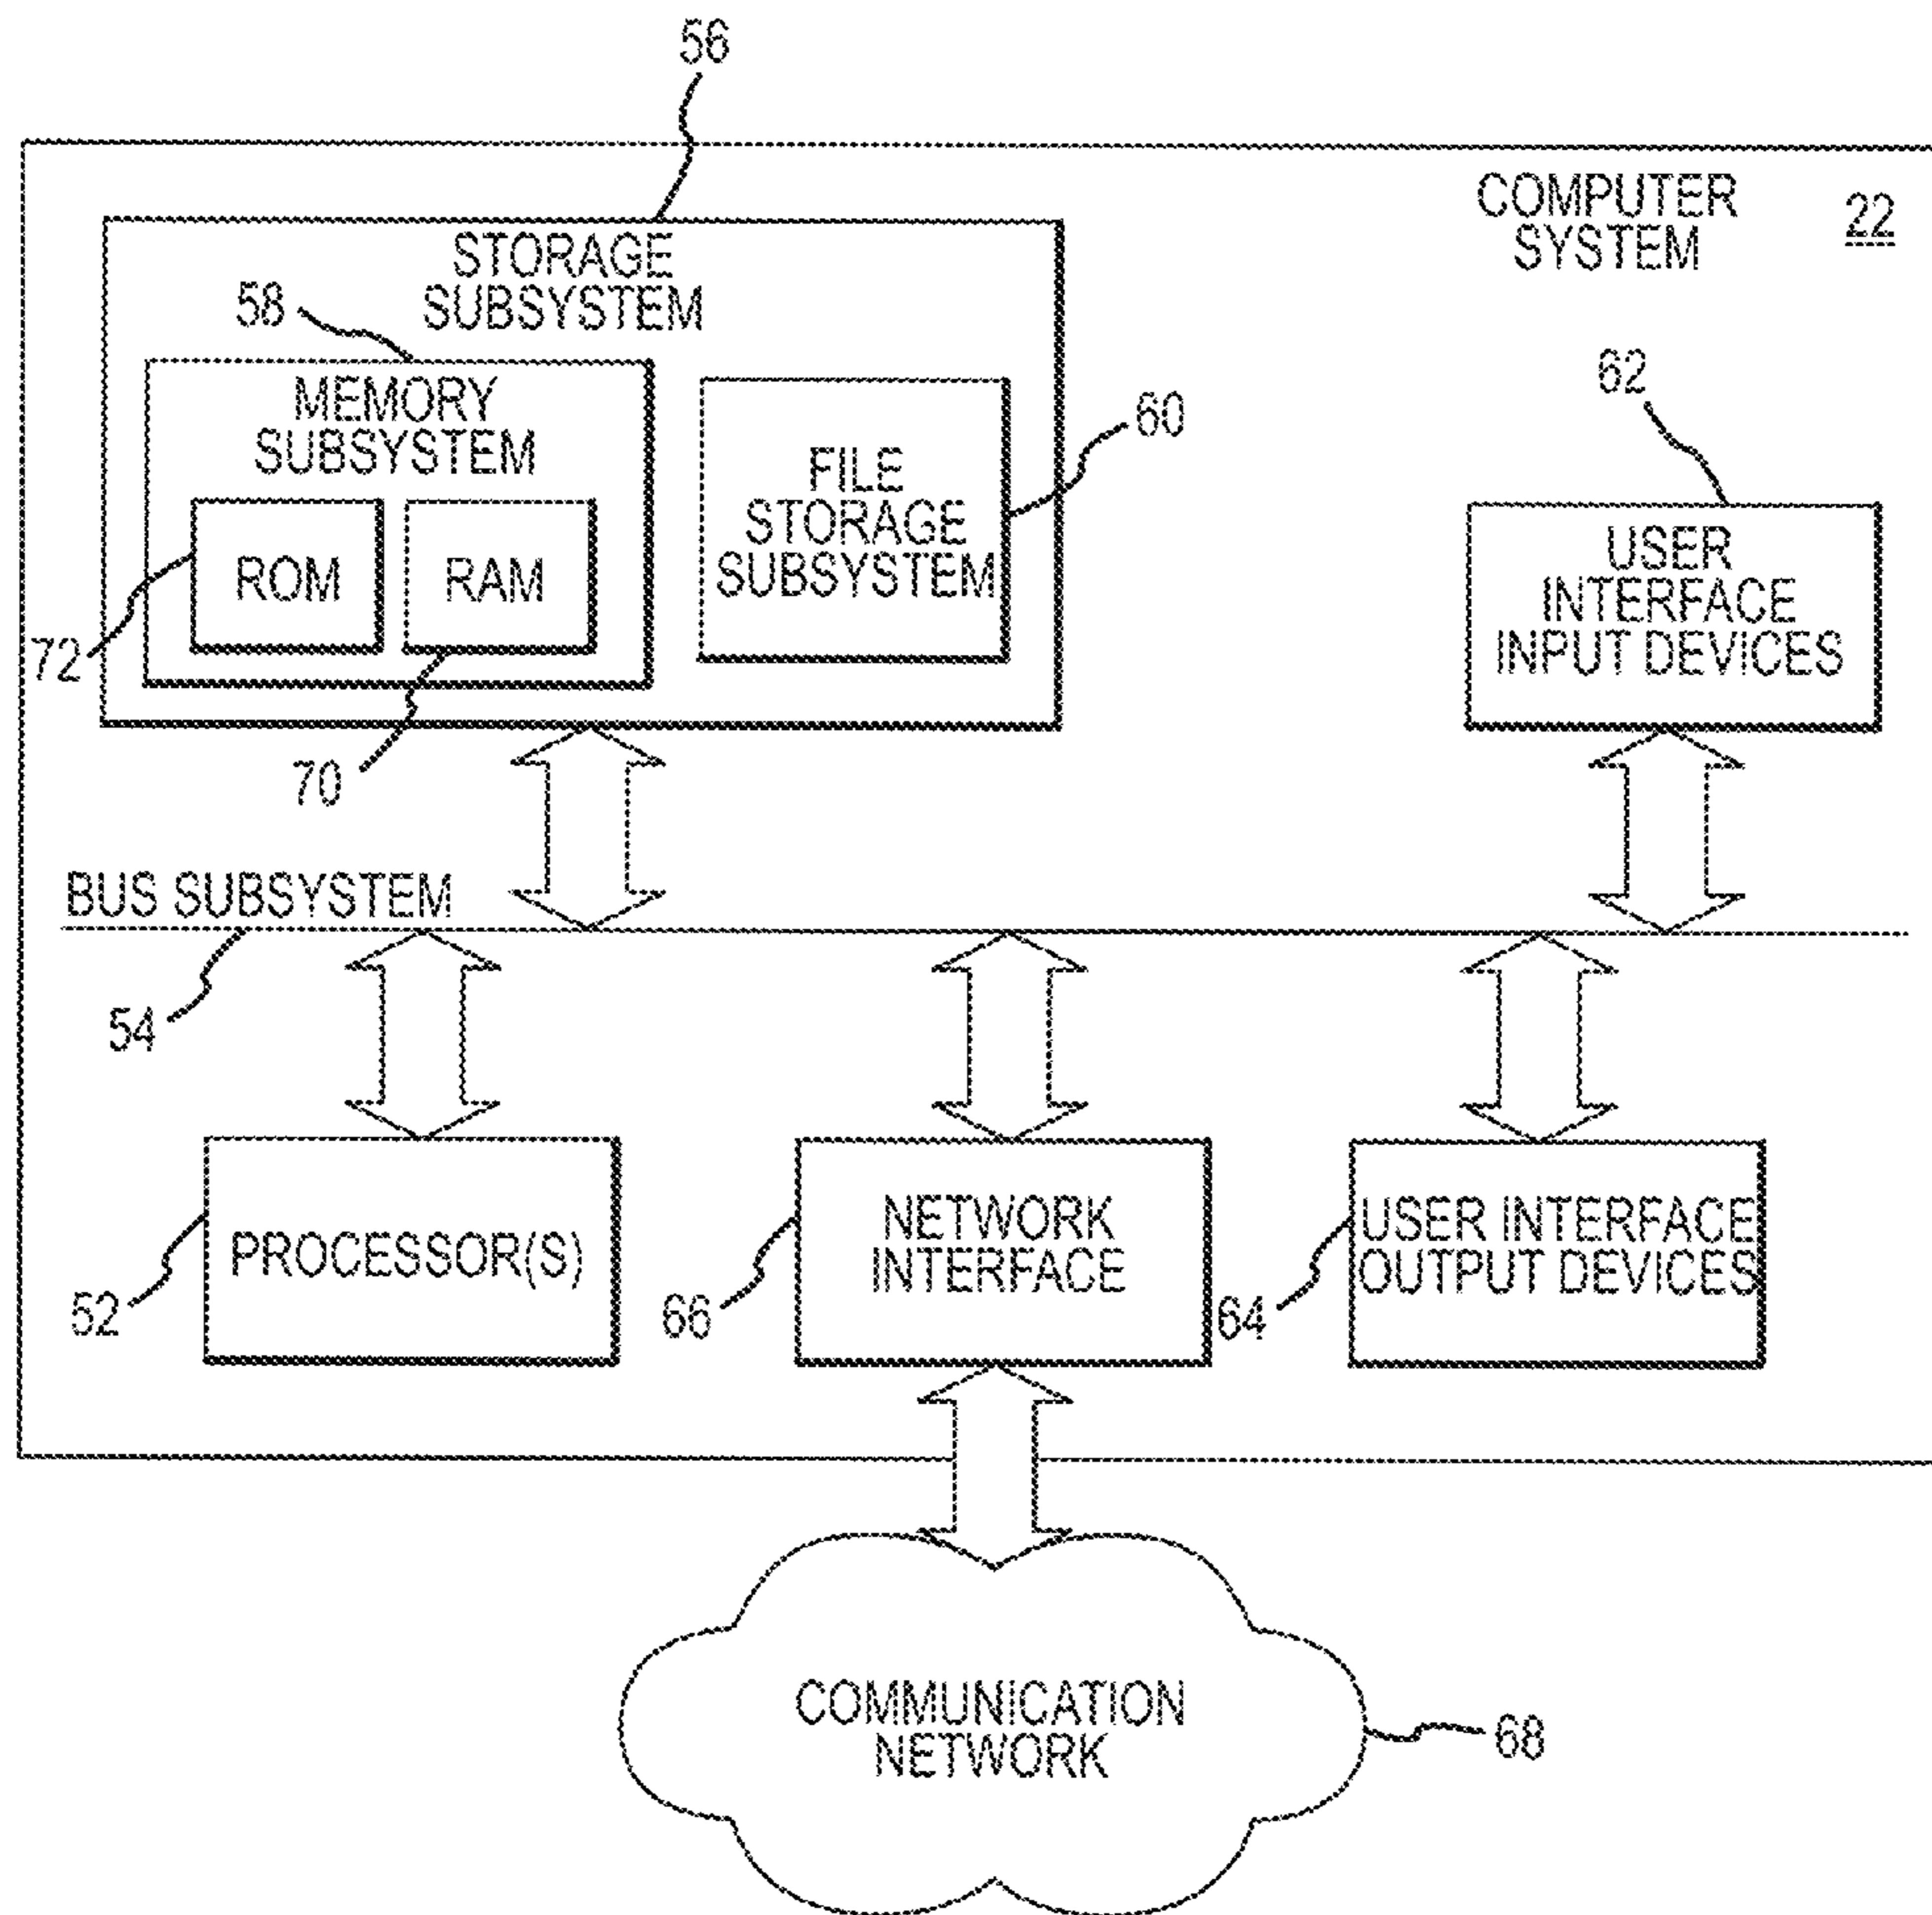 56
COMPUTER
SYSTEM
22
STORAGE
SUBSYSTEM
58
MEMORY
SUBSYSTEM
ROM
RAM
72
70
FILE
STORAGE
SUBSYSTEM
60
62
USER
INTERFACE
INPUT DEVICES
BUS SUBSYSTEM
54
PROCESSOR(S)
52
NETWORK
INTERFACE
66
USER INTERFACE
OUTPUT DEVICES
64
COMMUNICATION
NETWORK
68